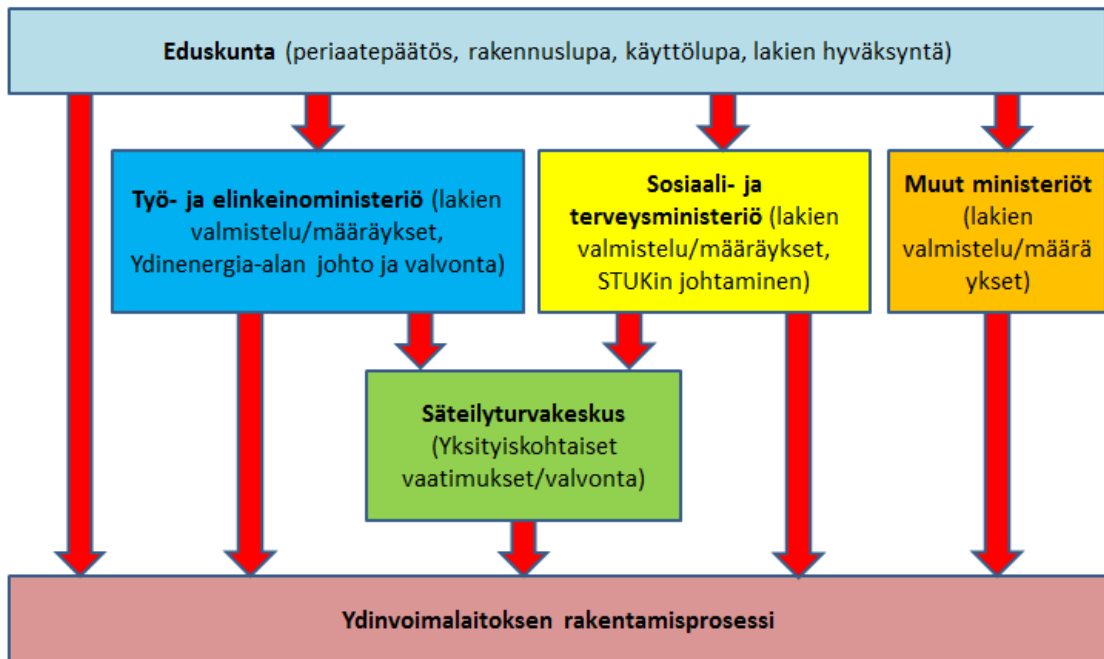 Eduskunta (periaatepäätös, rakennuslupa, käyttölupa, lakien hyväksyntä)
Työ- ja elinkeinoministeriö (lakien
valmistelu/määräykset,
Ydinenergia-alan johto ja valvonta)
Sosiaali- ja
terveysministeriö (lakien
valmistelu/määräykset,
STUKin johtaminen)
Muut ministeriöt
(lakien
valmistelu/määrä
ykset)
Säteilyturvakeskus
(Yksityiskohtaiset
vaatimukset/valvonta)
Ydinvoimalaitoksen rakentamisprosessi